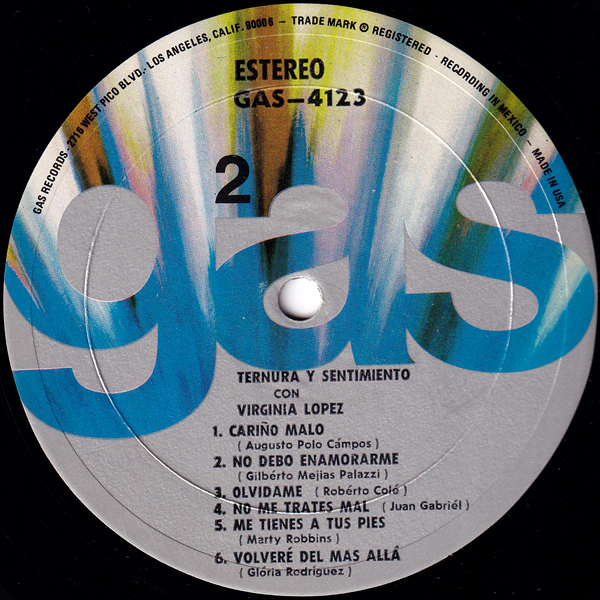 GAS RECORDS - 2716 WEST PICO BLVD. - LOS ANGELES, CALIF. 90006 - TRADE MARK ® REGISTERED - RECORDING IN MEXICO - MADE IN USA
ESTEREO
GAS-4123
2
gas
TERNURA Y SENTIMIENTO
CON
VIRGINIA LOPEZ
1. CARIÑO MALO
( Augusto Polo Cámpos )
2. NO DEBO ENAMORARME
( Gilbérto Mejias Palazzi )
3. OLVIDAME ( Robérto Coló )
4. NO ME TRATES MAL ( Juan Gabriél )
5. ME TIENES A TUS PIES
( Marty Robbins )
6. VOLVERÉ DEL MAS ALLÁ
( Glória Rodríguez )